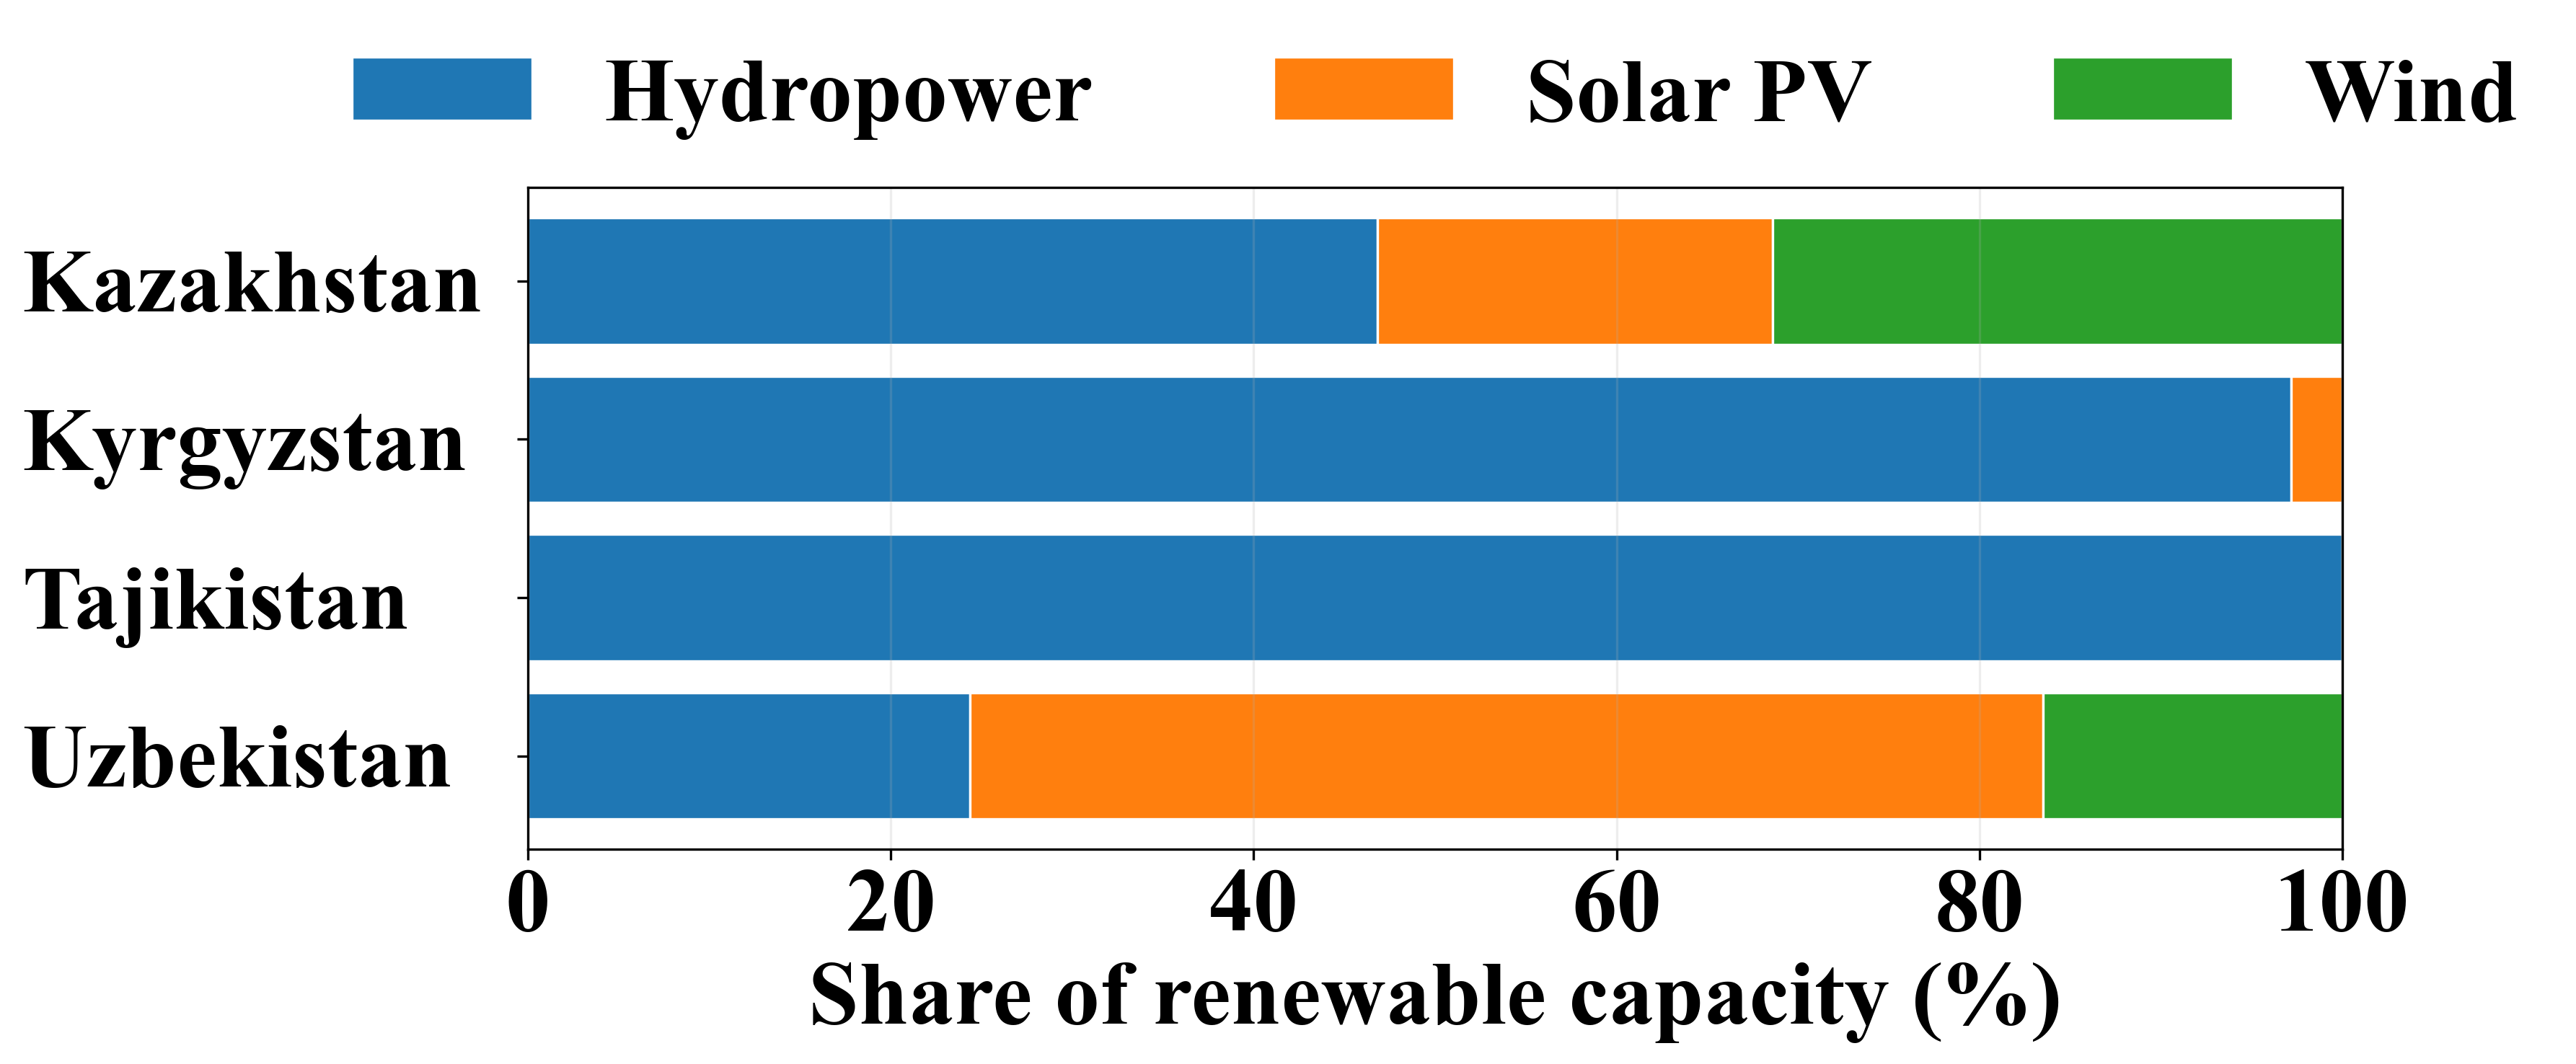 Hydropower Solar PV Wind
Kazakhstan
Kyrgyzstan
Tajikistan
Uzbekistan
0 20 40 60 80 100
Share of renewable capacity (%)